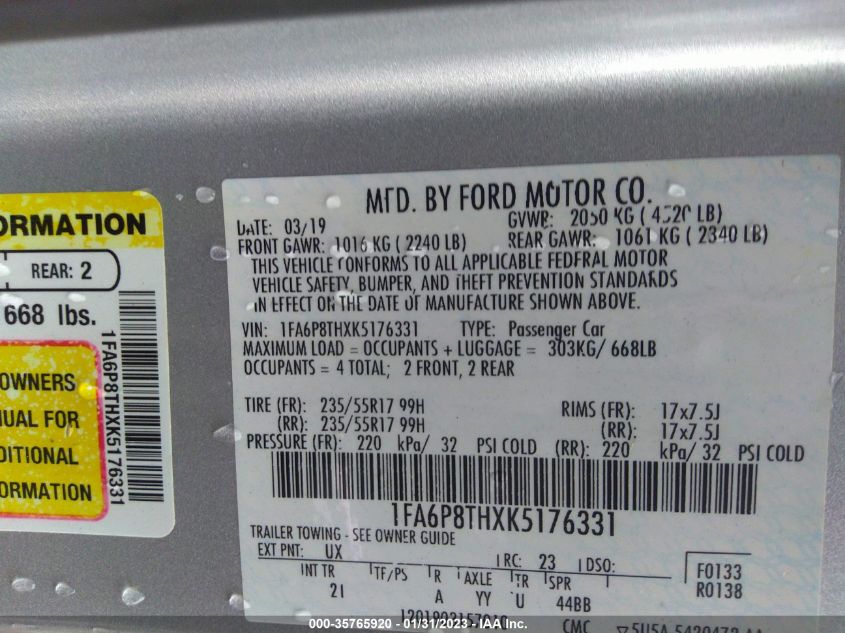 ORMATION
REAR: 2
668 lbs.
OWNERS
NUAL FOR
DITIONAL
ORMATION
1FA6P8THXK5176331
MFD. BY FORD MOTOR CO.
DATE: 03/19 GVWR: 2050 KG ( 4520 LB)
FRONT GAWR: 1016 KG ( 2240 LB) REAR GAWR: 1061 KG ( 2340 LB)
THIS VEHICLE CONFORMS TO ALL APPLICABLE FEDERAL MOTOR
VEHICLE SAFETY, BUMPER, AND THEFT PREVENTION STANDARDS
IN EFFECT ON THE DATE OF MANUFACTURE SHOWN ABOVE.
VIN: 1FA6P8THXK5176331 TYPE: Passenger Car
MAXIMUM LOAD = OCCUPANTS + LUGGAGE = 303KG/ 668LB
OCCUPANTS = 4 TOTAL; 2 FRONT, 2 REAR
TIRE (FR): 235/55R17 99H RIMS (FR): 17x7.5J
(RR): 235/55R17 99H (RR): 17x7.5J
PRESSURE (FR): 220 kPa/ 32 PSI COLD (RR): 220 kPa/ 32 PSI COLD
1FA6P8THXK5176331
TRAILER TOWING - SEE OWNER GUIDE
EXT PNT: UX RC: 23 DSO: F0133
INT TR TF/PS R AXLE TR SPR R0138
2I A YY U 44BB
CMC
000-35765920 - 01/31/2023 - IAA Inc.